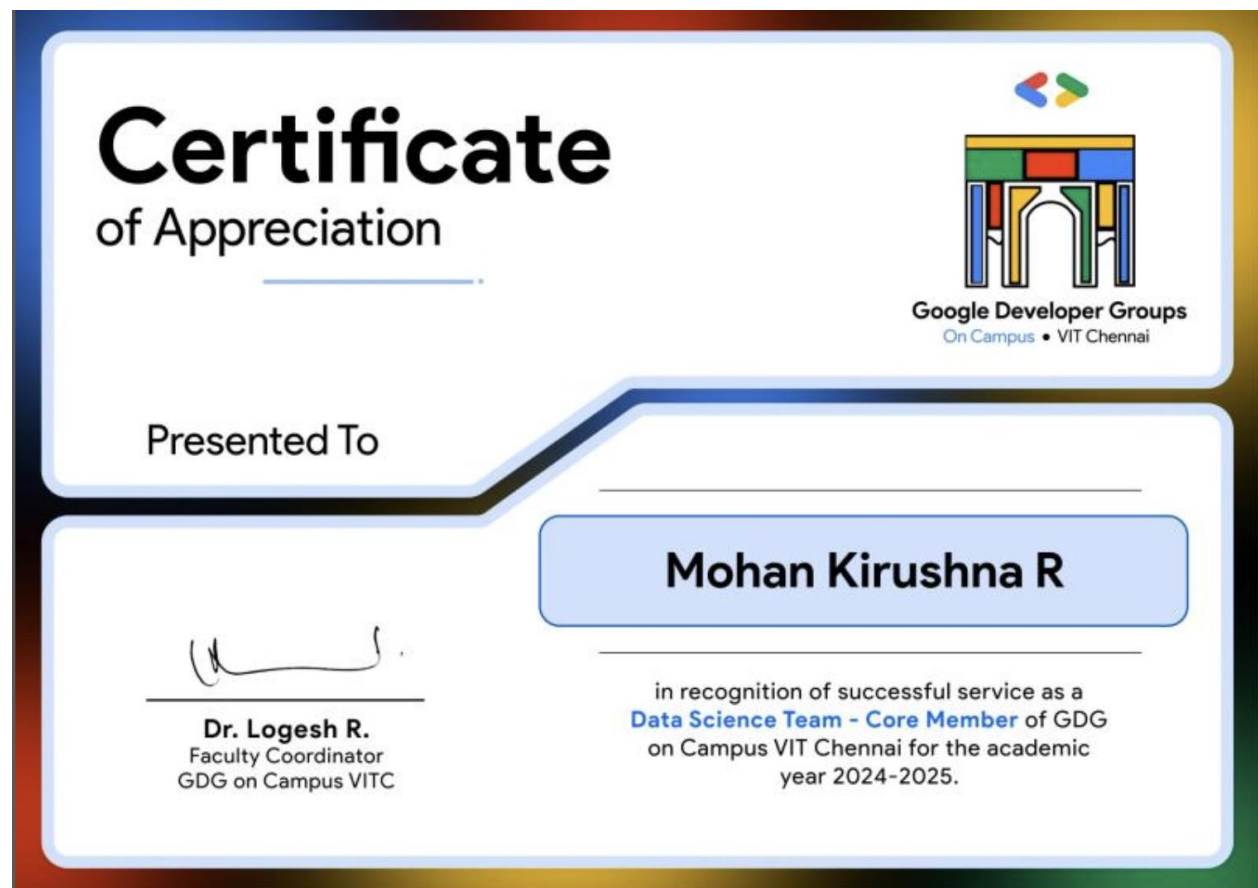 Certificate
of Appreciation
Google Developer Groups
On Campus • VIT Chennai
Presented To
Mohan Kirushna R
in recognition of successful service as a
Data Science Team - Core Member of GDG
on Campus VIT Chennai for the academic
year 2024-2025.
Dr. Logesh R.
Faculty Coordinator
GDG on Campus VITC